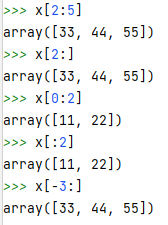 >>> x[2:5]
array([33, 44, 55])
>>> x[2:]
array([33, 44, 55])
>>> x[0:2]
array([11, 22])
>>> x[:2]
array([11, 22])
>>> x[-3:]
array([33, 44, 55])